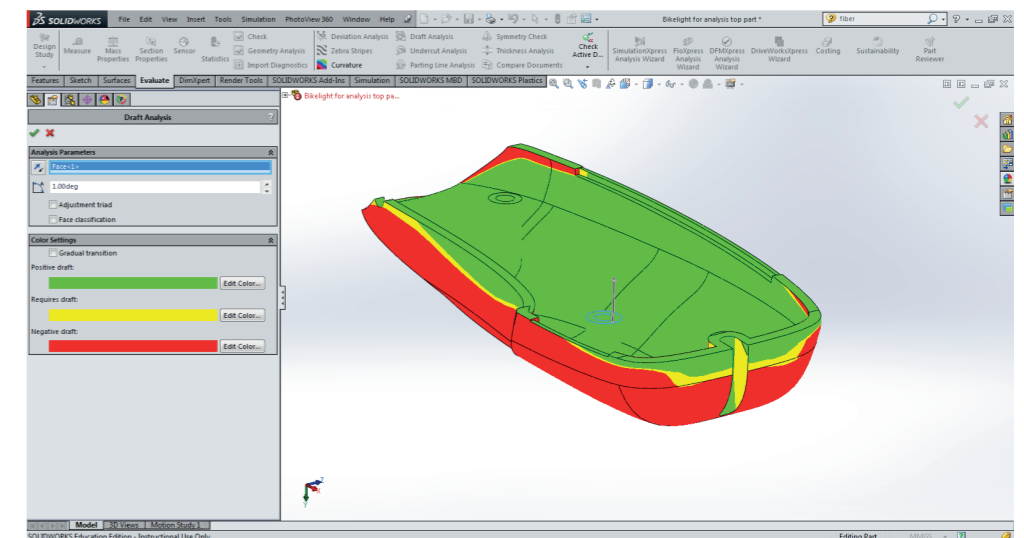 SOLIDWORKS File Edit View Insert Tools Simulation PhotoView 360 Window Help Bikelight for analysis top part * fiber
Design Study Measure Mass Properties Section Properties Sensor Statistics Check Geometry Analysis Import Diagnostics Deviation Analysis Zebra Stripes Curvature Draft Analysis Undercut Analysis Parting Line Analysis Symmetry Check Thickness Analysis Compare Documents Check Active D... SimulationXpress Analysis Wizard FloXpress Analysis Wizard DFMXpress Analysis Wizard DriveWorksXpress Wizard Costing Sustainability Part Reviewer
Features Sketch Surfaces Evaluate DimXpert Render Tools SOLIDWORKS Add-Ins Simulation SOLIDWORKS MBD SOLIDWORKS Plastics
Bikelight for analysis top pa...
Draft Analysis ?
Analysis Parameters
Face<1>
1.00deg
Adjustment triad
Face classification
Color Settings
Gradual transition
Positive draft:
Edit Color...
Requires draft:
Edit Color...
Negative draft:
Edit Color...
Z
X
Y
Model 3D Views Motion Study 1
SOLIDWORKS Education Edition - Instructional Use Only Editing Part MMGS